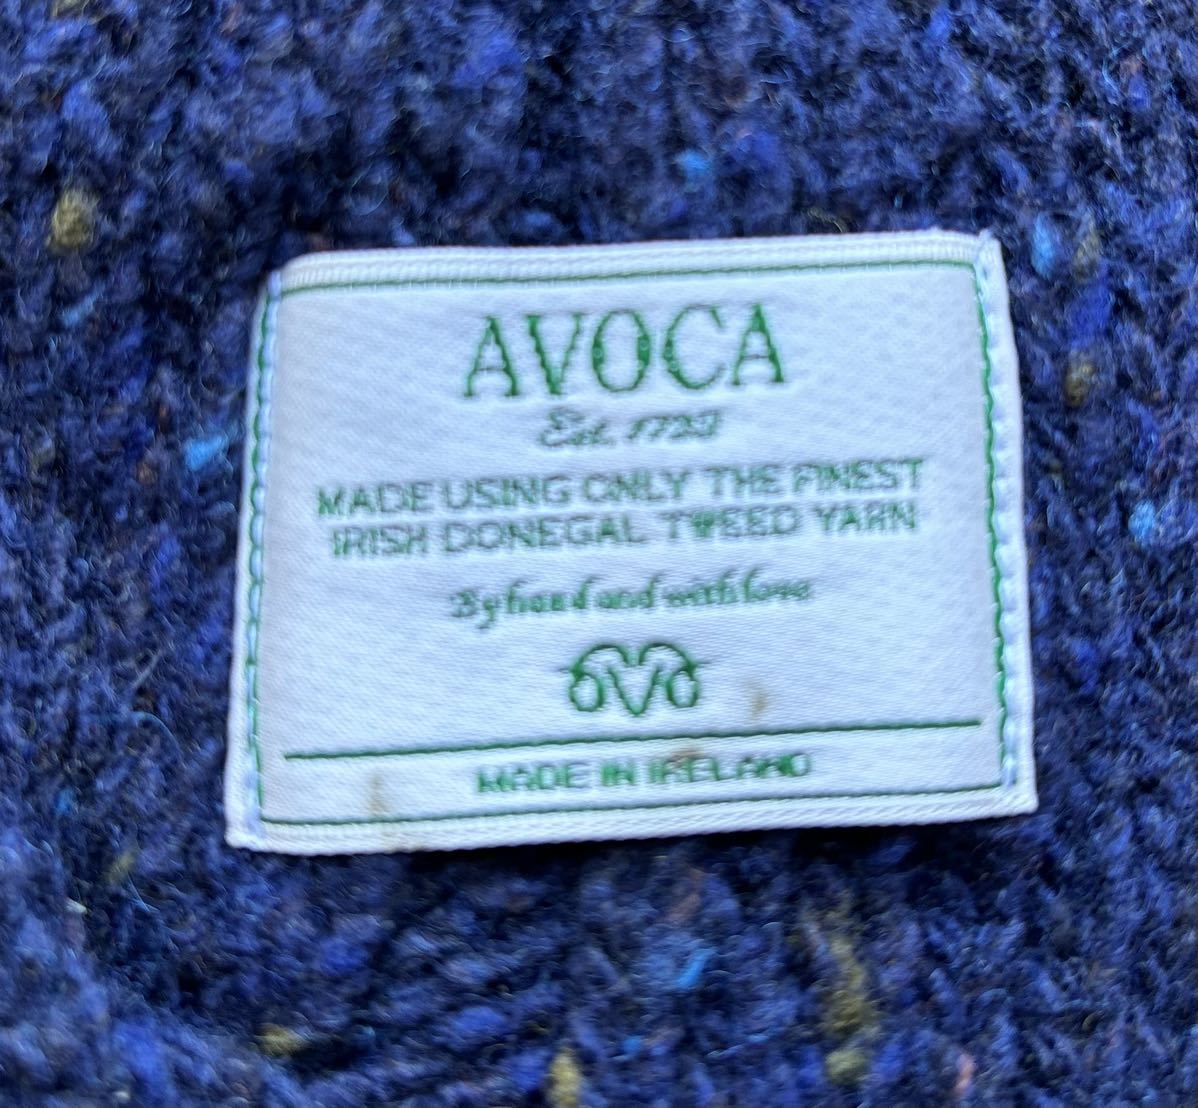 AVOCA
Est. 1723
MADE USING ONLY THE FINEST
IRISH DONEGAL TWEED YARN
By hand and with love
MADE IN IRELAND